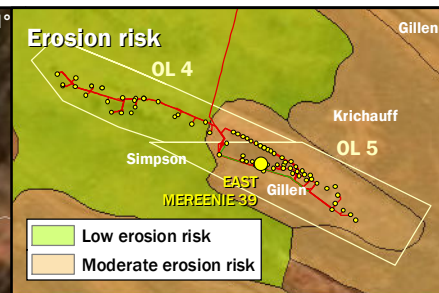 1°
Erosion risk
Gillen
OL 4
Krichauff
OL 5
Simpson
EAST
MEREENIE 39
Gillen
Low erosion risk
Moderate erosion risk